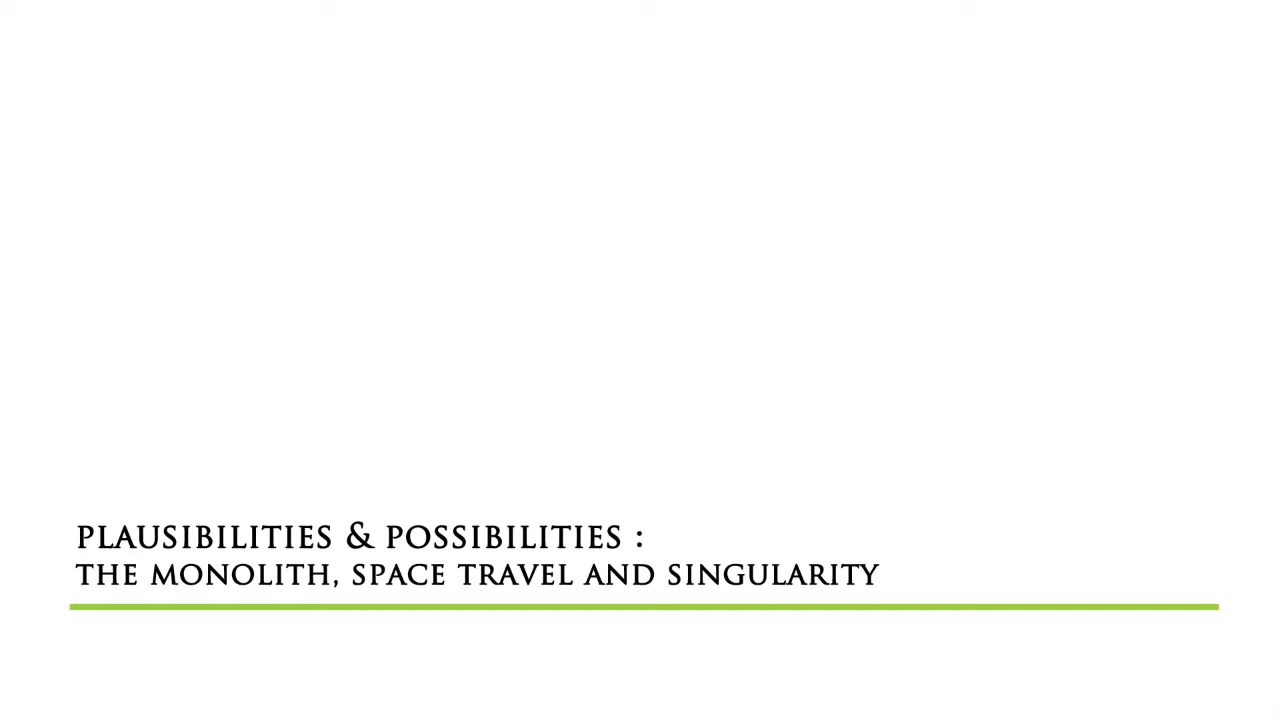 PLAUSIBILITIES & POSSIBILITIES :
THE MONOLITH, SPACE TRAVEL AND SINGULARITY